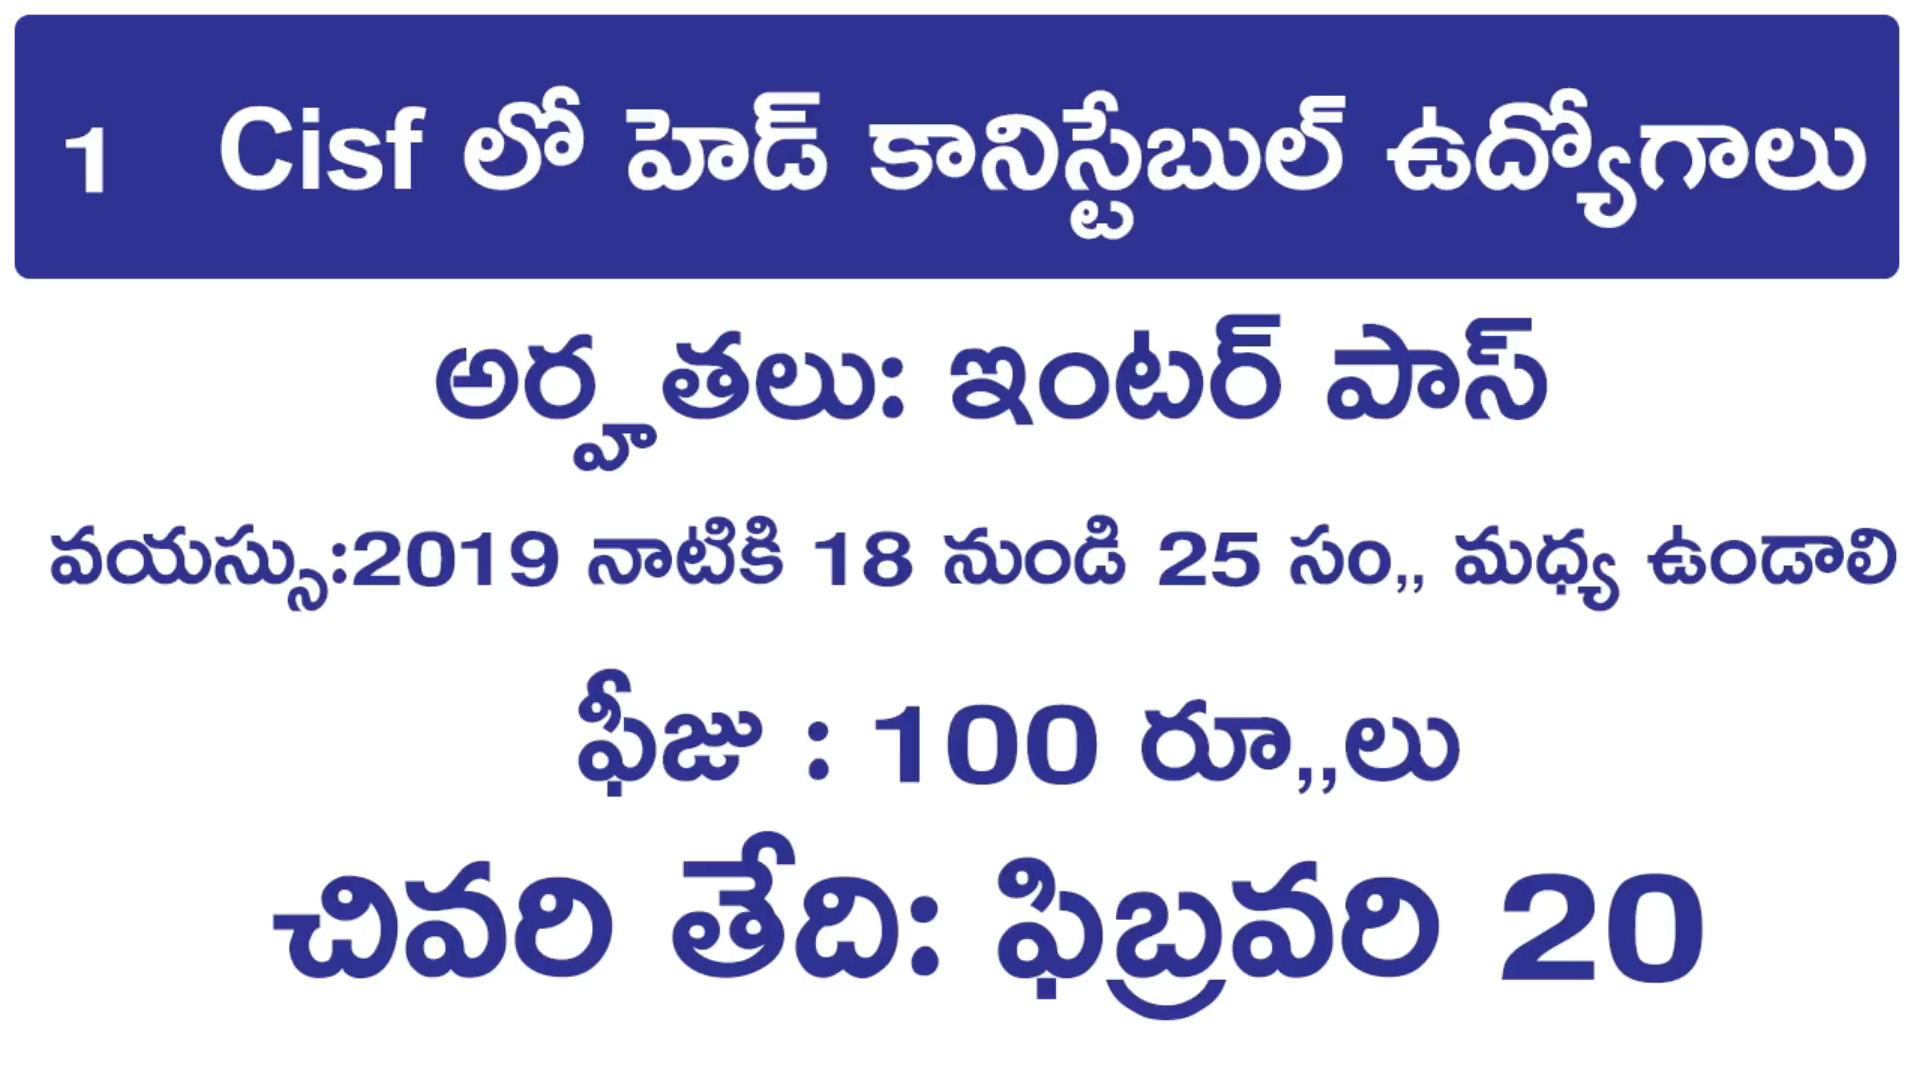 1 Cisf లో హెడ్ కానిస్టేబుల్ ఉద్యోగాలు
అర్హతలు: ఇంటర్ పాస్
వయస్సు:2019 నాటికి 18 నుండి 25 సం,, మధ్య ఉండాలి
ఫీజు : 100 రూ,,లు
చివరి తేది: ఫిబ్రవరి 20